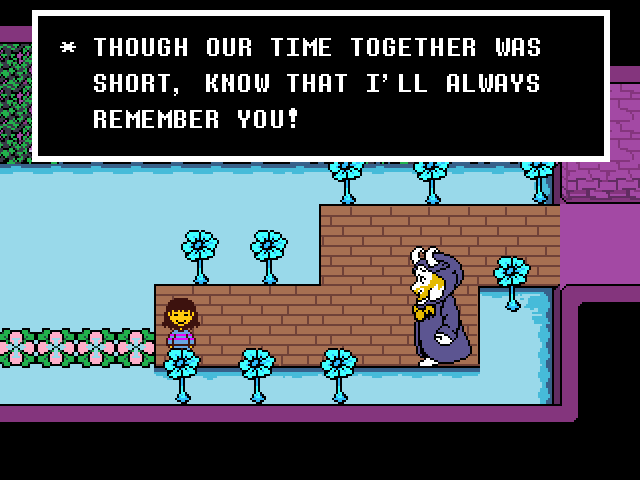 * THOUGH OUR TIME TOGETHER WAS
SHORT, KNOW THAT I'LL ALWAYS
REMEMBER YOU!